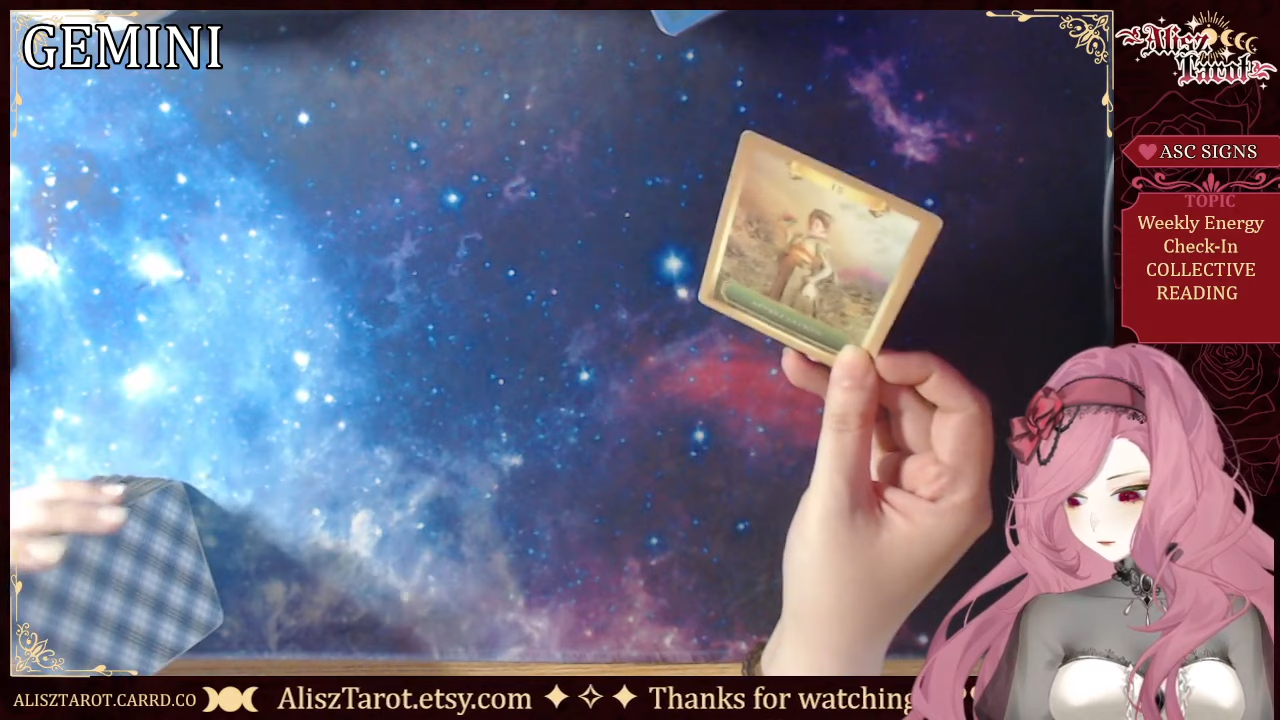 GEMINI
Alisz
Tarot
ASC SIGNS
TOPIC
Weekly Energy
Check-In
COLLECTIVE
READING
ALISZTAROT.CARRD.CO
AliszTarot.etsy.com ✦ ✧ ✦ Thanks for watching